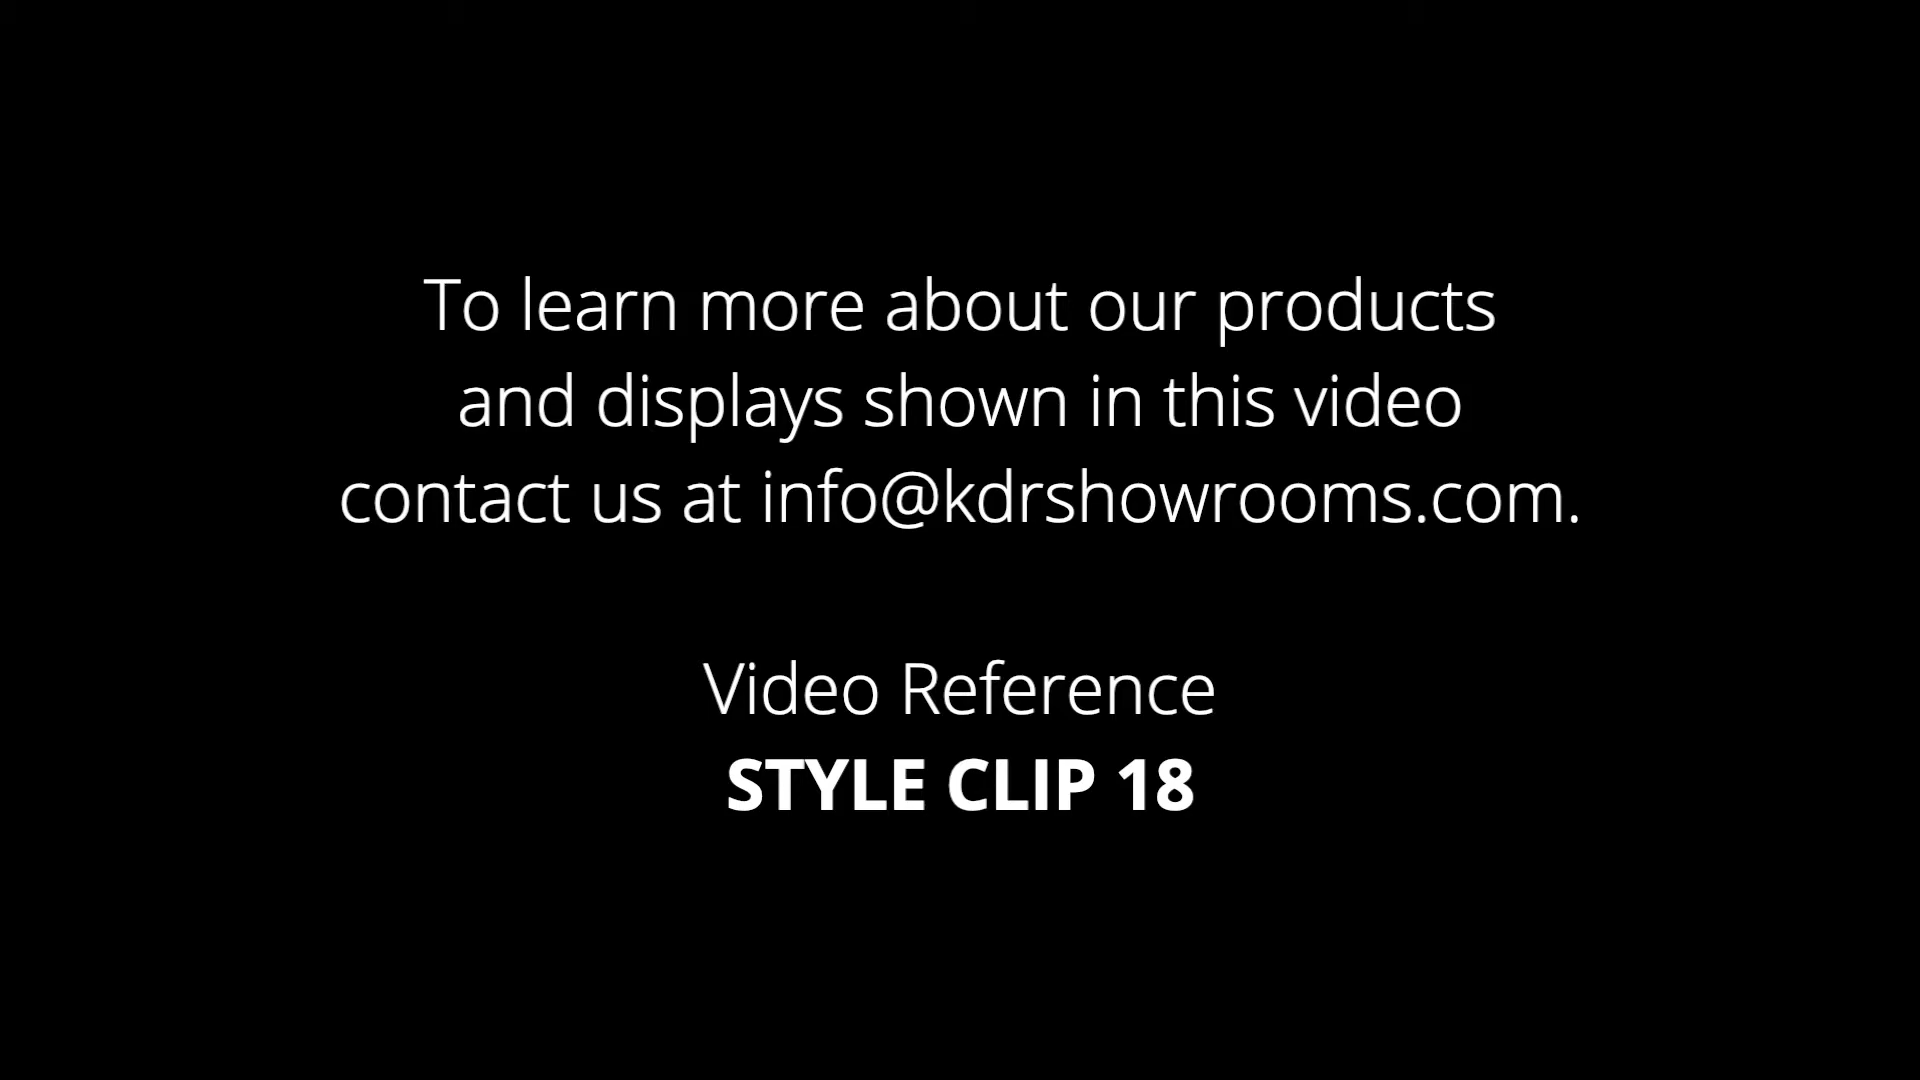 To learn more about our products
and displays shown in this video
contact us at info@kdrshowrooms.com.
Video Reference
STYLE CLIP 18